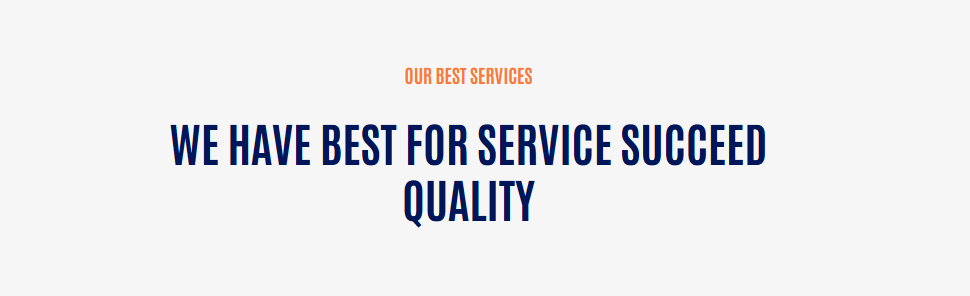 OUR BEST SERVICES
WE HAVE BEST FOR SERVICE SUCCEED
QUALITY